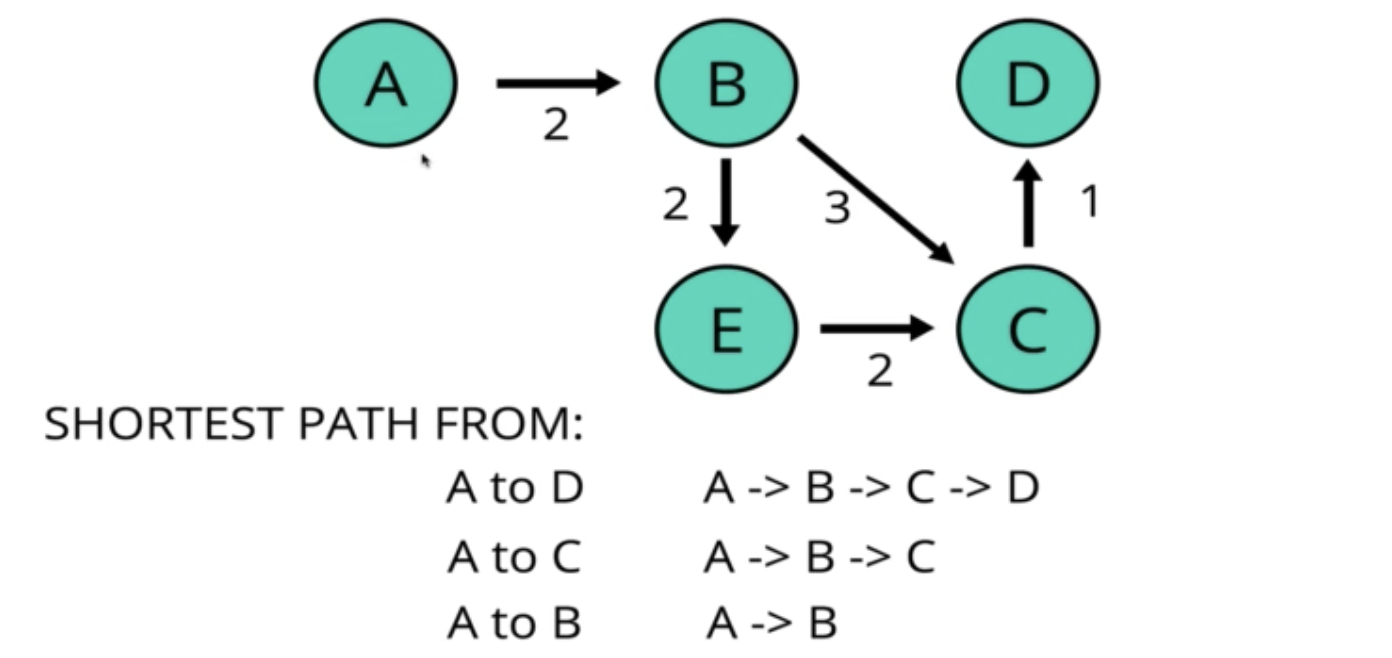 A B D
2
2 3 1
E C
2
SHORTEST PATH FROM:
A to D A -> B -> C -> D
A to C A -> B -> C
A to B A -> B